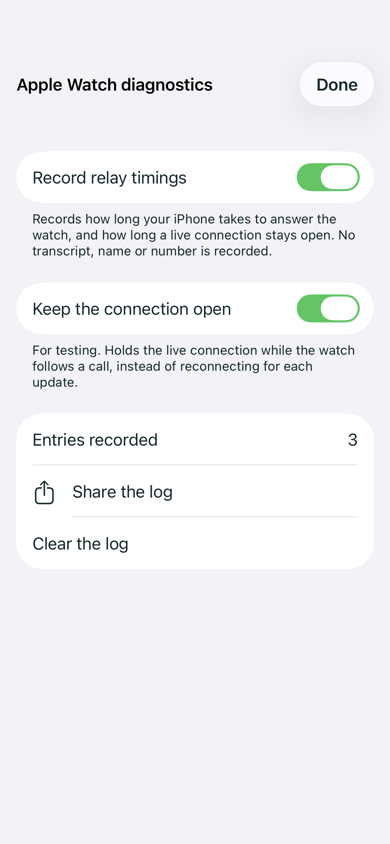 Apple Watch diagnostics
Done
Record relay timings
Records how long your iPhone takes to answer the
watch, and how long a live connection stays open. No
transcript, name or number is recorded.
Keep the connection open
For testing. Holds the live connection while the watch
follows a call, instead of reconnecting for each
update.
Entries recorded
3
Share the log
Clear the log